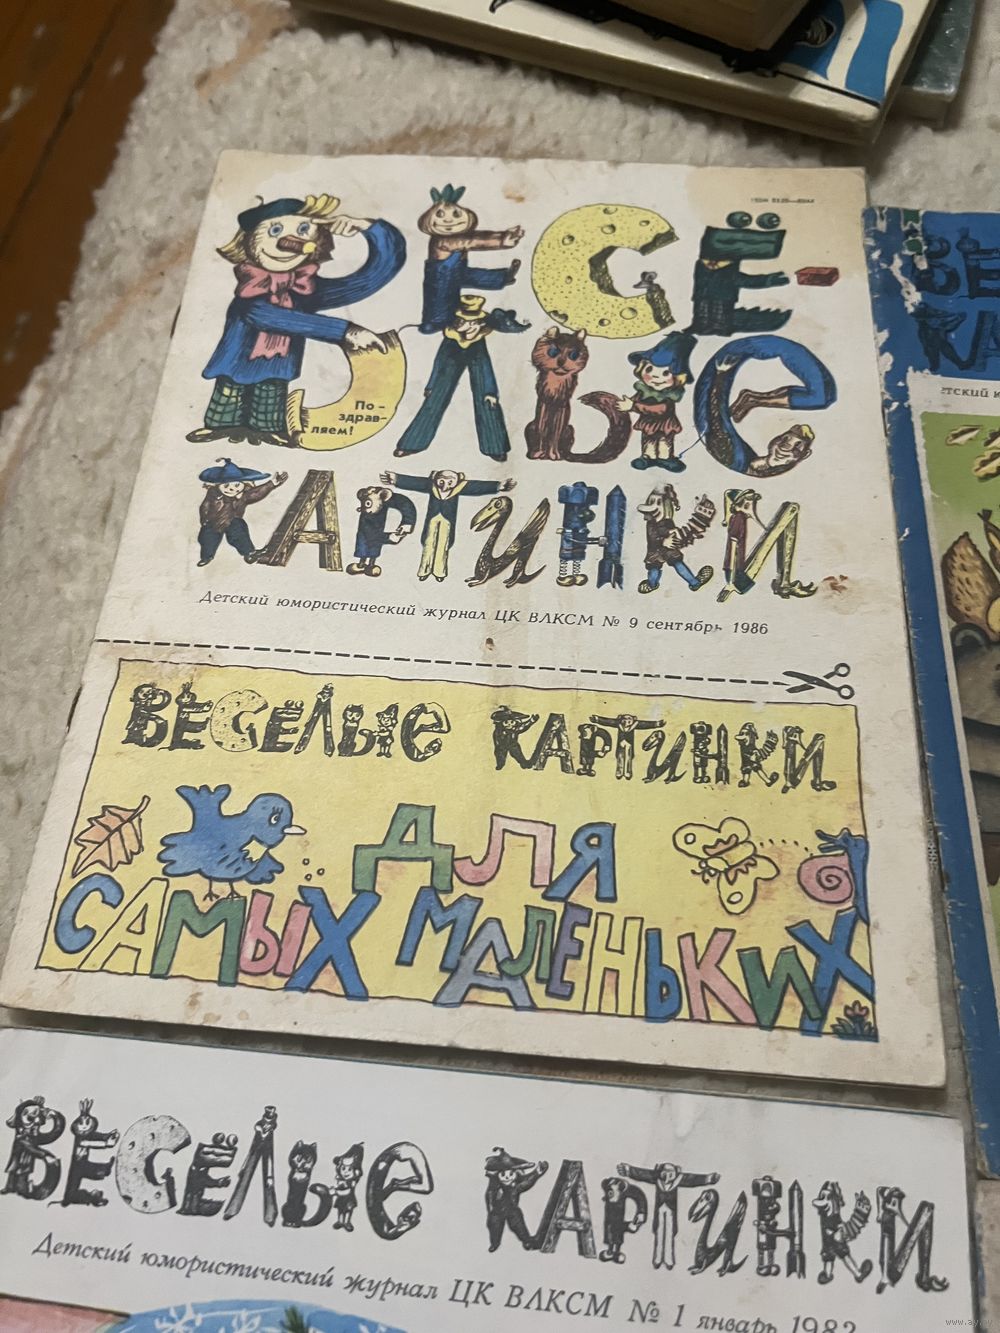 ВЕСЁ-
ЛЫЕ
По-
здрав-
ляем!
КАРТИНКИ
Детский юмористический журнал ЦК ВЛКСМ № 9 сентябрь 1986
ВЕСЁЛЫЕ КАРТИНКИ
ДЛЯ
САМЫХ МАЛЕНЬКИХ
ВЕСЁЛЫЕ КАРТИНКИ
Детский юмористический журнал ЦК ВЛКСМ № 1 январь